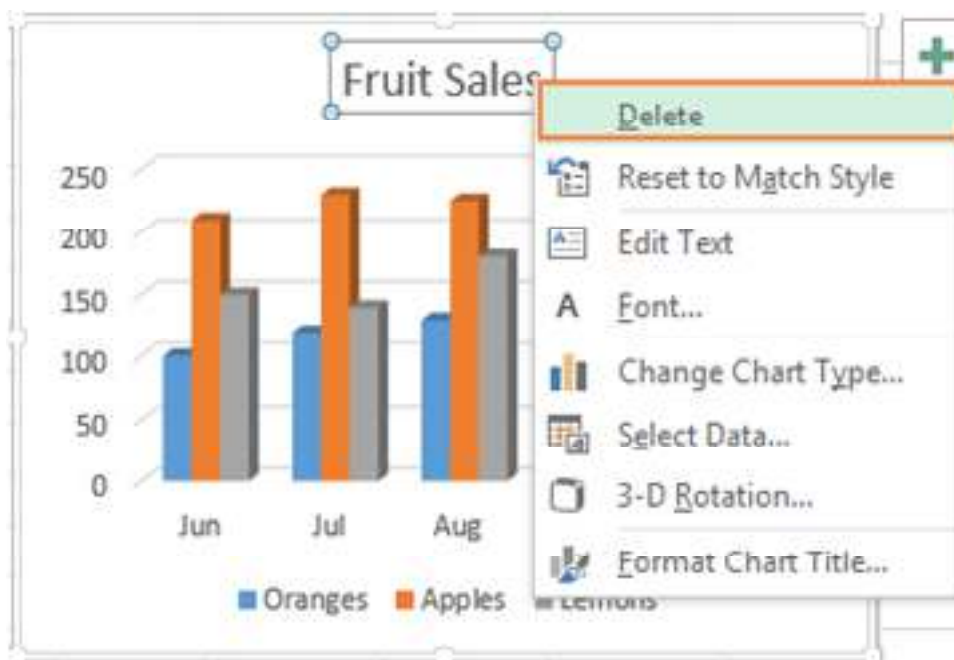 Fruit Sales
Delete
Reset to Match Style
Edit Text
A Font...
Change Chart Type...
Select Data...
3-D Rotation...
Format Chart Title...
250
200
150
100
50
0
Jun Jul Aug
Oranges Apples Lemons